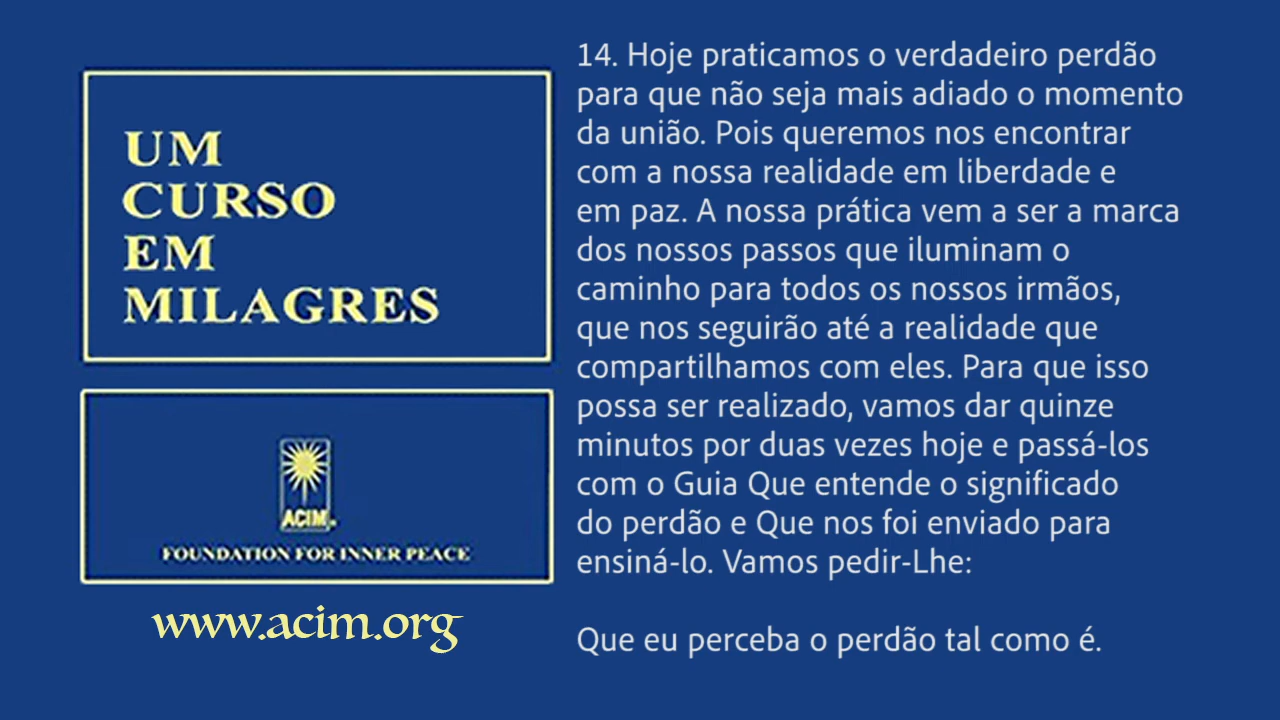 UM
CURSO
EM
MILAGRES
ACIM®
FOUNDATION FOR INNER PEACE
www.acim.org
14. Hoje praticamos o verdadeiro perdão
para que não seja mais adiado o momento
da união. Pois queremos nos encontrar
com a nossa realidade em liberdade e
em paz. A nossa prática vem a ser a marca
dos nossos passos que iluminam o
caminho para todos os nossos irmãos,
que nos seguirão até a realidade que
compartilhamos com eles. Para que isso
possa ser realizado, vamos dar quinze
minutos por duas vezes hoje e passá-los
com o Guia Que entende o significado
do perdão e Que nos foi enviado para
ensiná-lo. Vamos pedir-Lhe:
Que eu perceba o perdão tal como é.